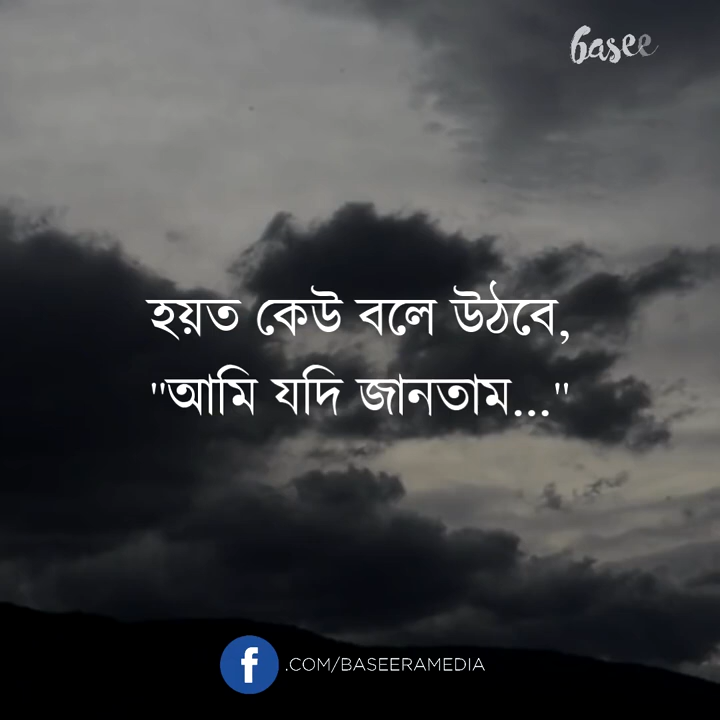 basee
হয়ত কেউ বলে উঠবে,
"আমি যদি জানতাম..."
f .COM/BASEERAMEDIA